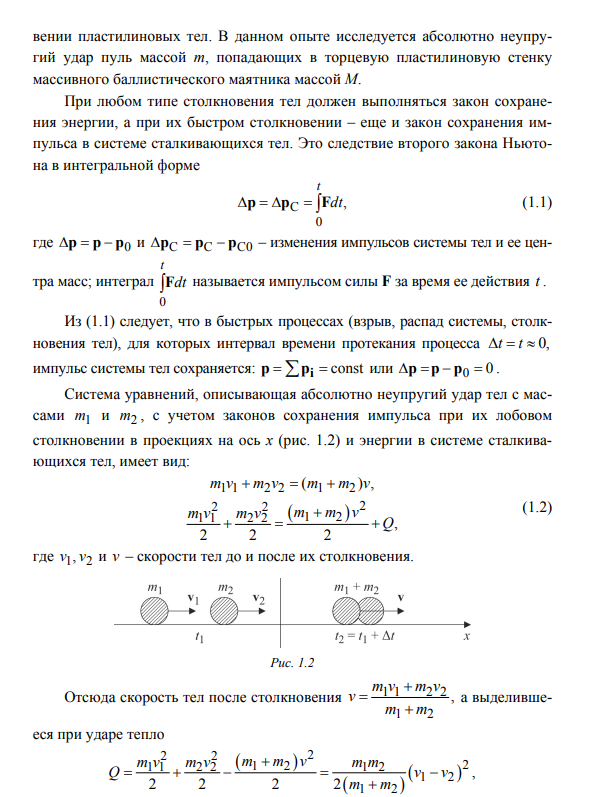 вении пластилиновых тел. В данном опыте исследуется абсолютно неупру-
гий удар пуль массой m, попадающих в торцевую пластилиновую стенку
массивного баллистического маятника массой M.
При любом типе столкновения тел должен выполняться закон сохране-
ния энергии, а при их быстром столкновении – еще и закон сохранения им-
пульса в системе сталкивающихся тел. Это следствие второго закона Ньюто-
на в интегральной форме
Δp = Δp_C = ∫_0^t Fdt, (1.1)
где Δp = p − p_0 и Δp_C = p_C − p_C0 – изменения импульсов системы тел и ее цен-
тра масс; интеграл ∫_0^t Fdt называется импульсом силы F за время ее действия t .
Из (1.1) следует, что в быстрых процессах (взрыв, распад системы, столк-
новения тел), для которых интервал времени протекания процесса Δt = t ≈ 0,
импульс системы тел сохраняется: p = ∑p_i = const или Δp = p − p_0 = 0 .
Система уравнений, описывающая абсолютно неупругий удар тел с мас-
сами m_1 и m_2 , с учетом законов сохранения импульса при их лобовом
столкновении в проекциях на ось x (рис. 1.2) и энергии в системе сталкива-
ющихся тел, имеет вид:
m_1v_1 + m_2v_2 = (m_1 + m_2)v,
m_1v_1^2/2 + m_2v_2^2/2 = (m_1 + m_2)v^2/2 + Q, (1.2)
где v_1, v_2 и v – скорости тел до и после их столкновения.
m_1 v_1 m_2 v_2 m_1 + m_2 v
t_1 t_2 = t_1 + Δt x
Рис. 1.2
Отсюда скорость тел после столкновения v = (m_1v_1 + m_2v_2)/(m_1 + m_2), а выделивше-
еся при ударе тепло
Q = m_1v_1^2/2 + m_2v_2^2/2 − (m_1 + m_2)v^2/2 = m_1m_2/(2(m_1 + m_2)) (v_1 − v_2)^2 ,